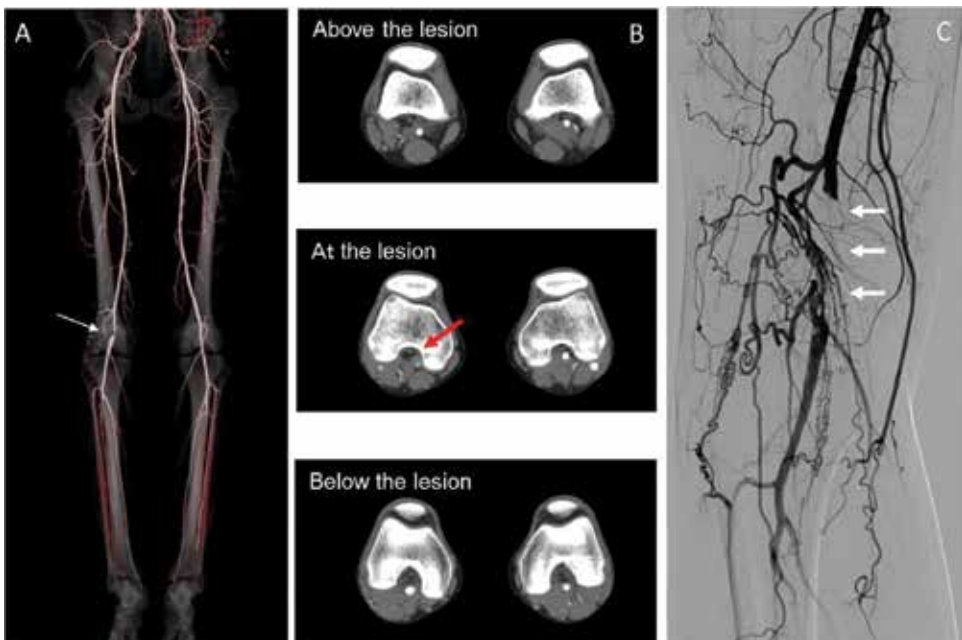 A
Above the lesion
B
At the lesion
Below the lesion
C